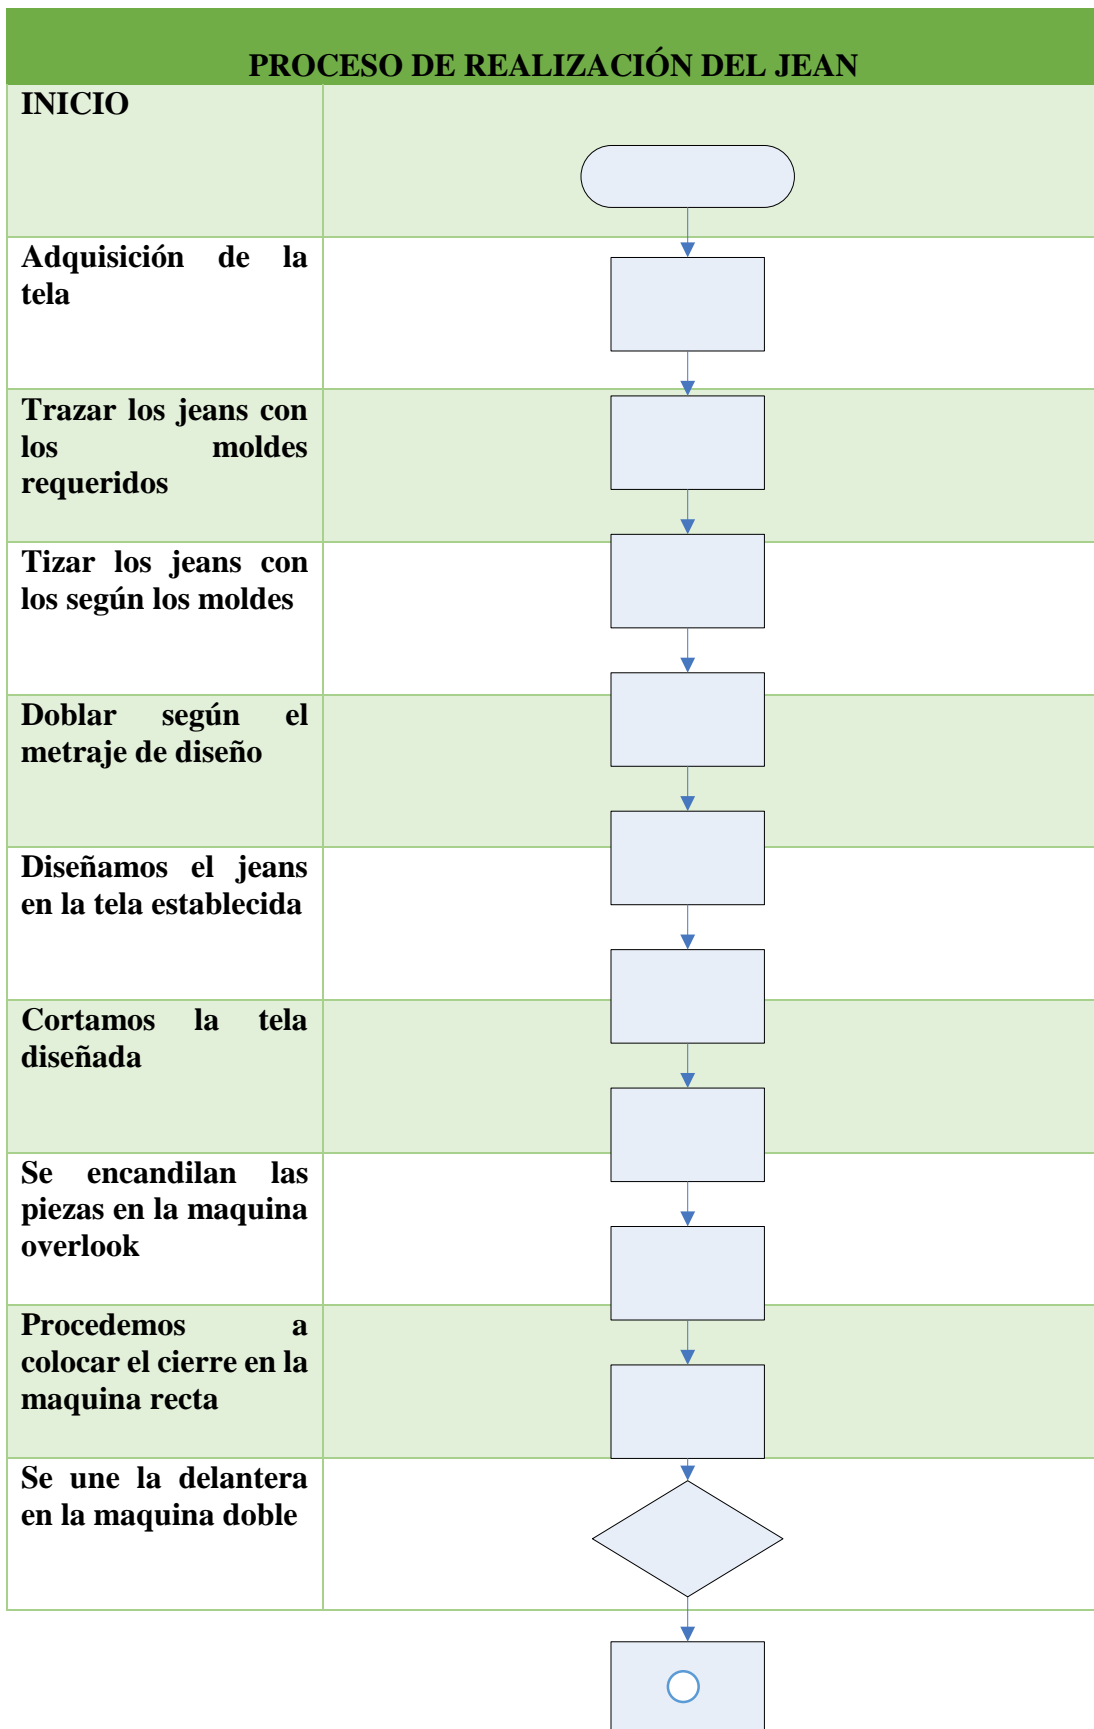 PROCESO DE REALIZACIÓN DEL JEAN
INICIO
Adquisición de la
tela
Trazar los jeans con
los moldes
requeridos
Tizar los jeans con
los según los moldes
Doblar según el
metraje de diseño
Diseñamos el jeans
en la tela establecida
Cortamos la tela
diseñada
Se encandilan las
piezas en la maquina
overlook
Procedemos a
colocar el cierre en la
maquina recta
Se une la delantera
en la maquina doble